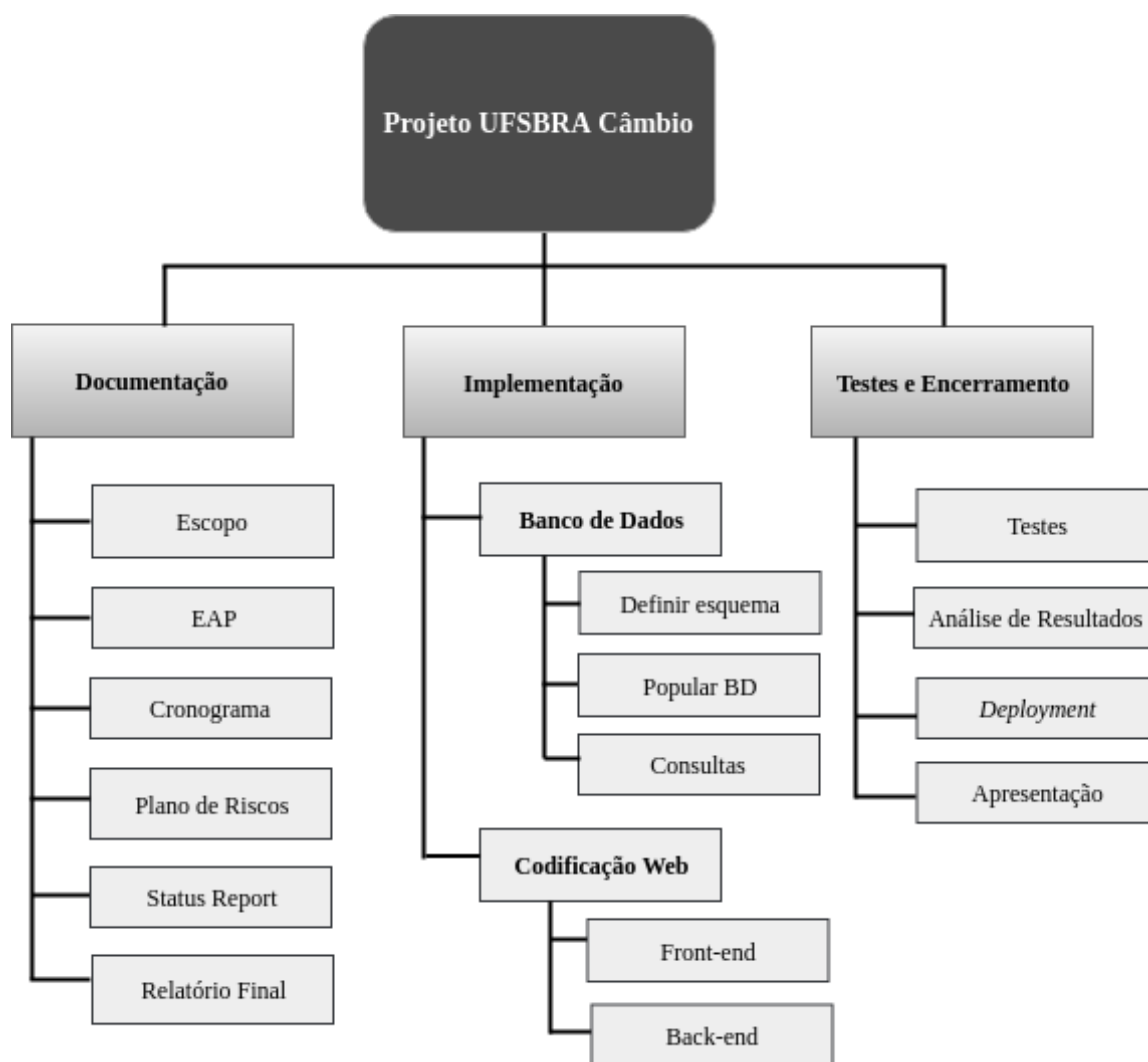 Projeto UFSBRA Câmbio
Documentação
Escopo
EAP
Cronograma
Plano de Riscos
Status Report
Relatório Final
Implementação
Banco de Dados
Definir esquema
Popular BD
Consultas
Codificação Web
Front-end
Back-end
Testes e Encerramento
Testes
Análise de Resultados
Deployment
Apresentação